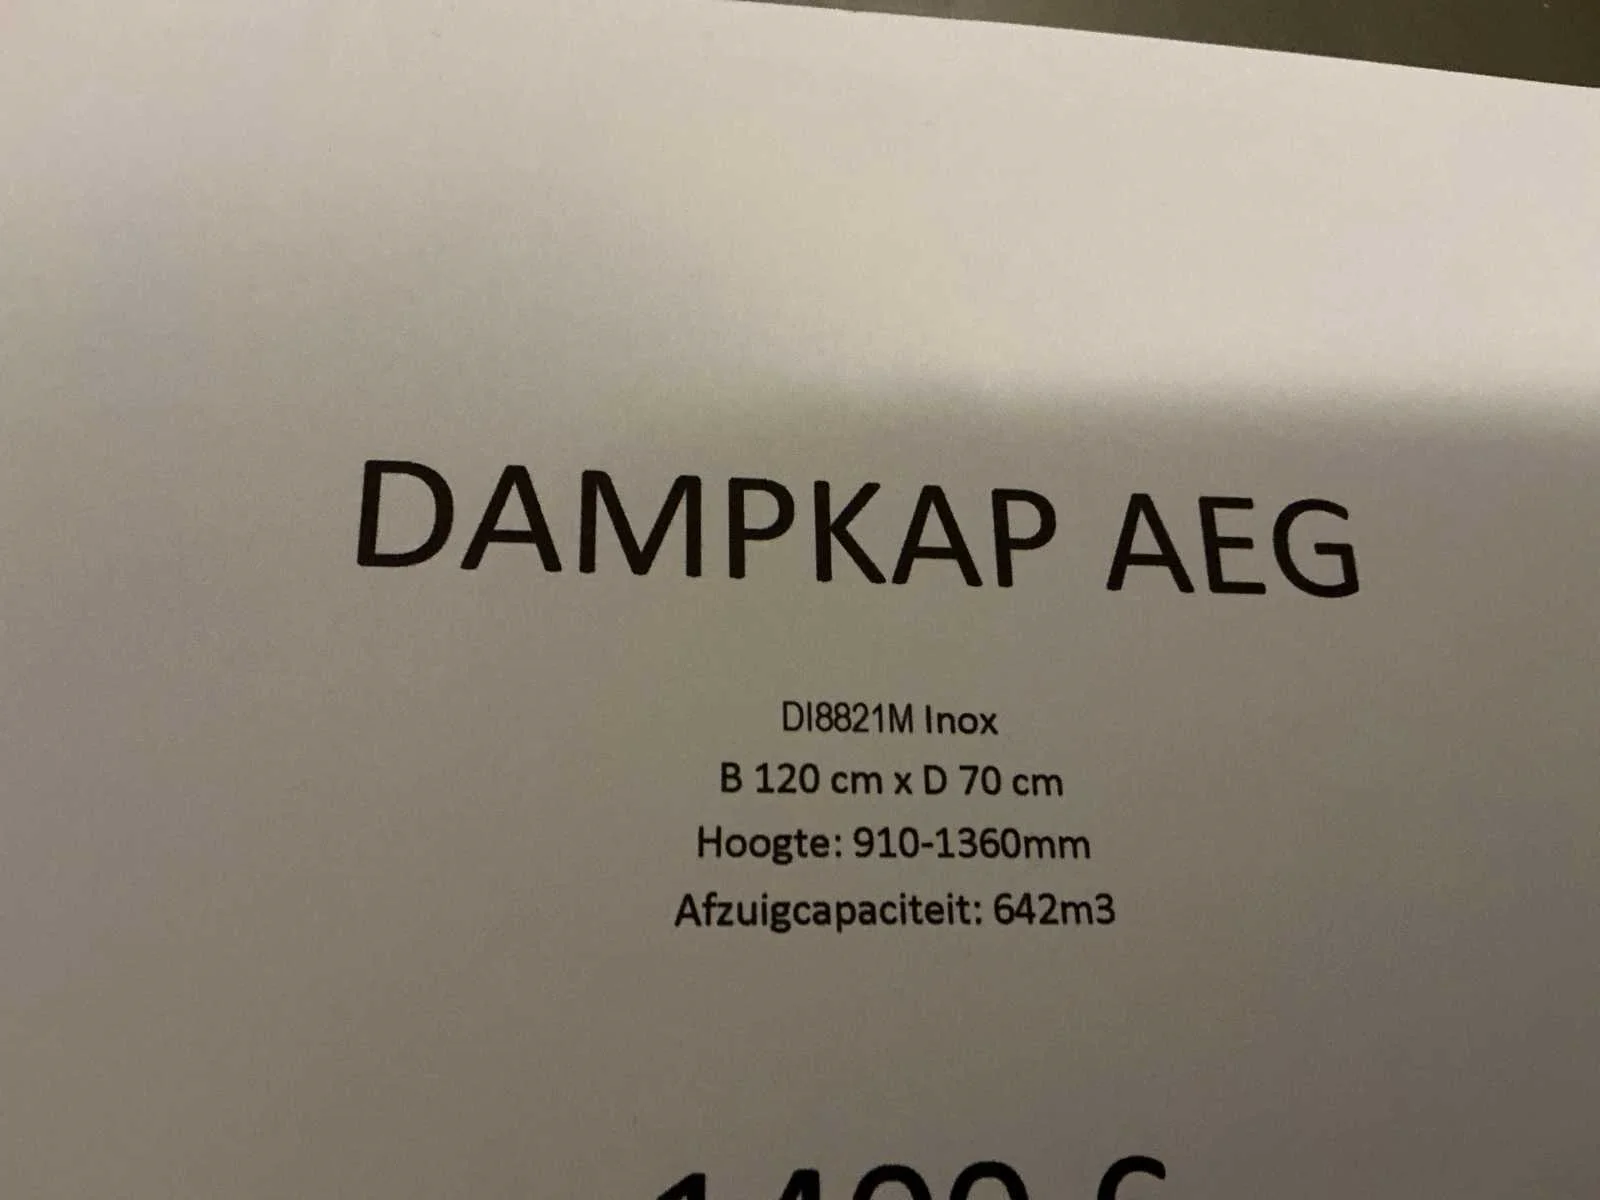 DAMPKAP AEG
DI8821M Inox
B 120 cm x D 70 cm
Hoogte: 910-1360mm
Afzuigcapaciteit: 642m3